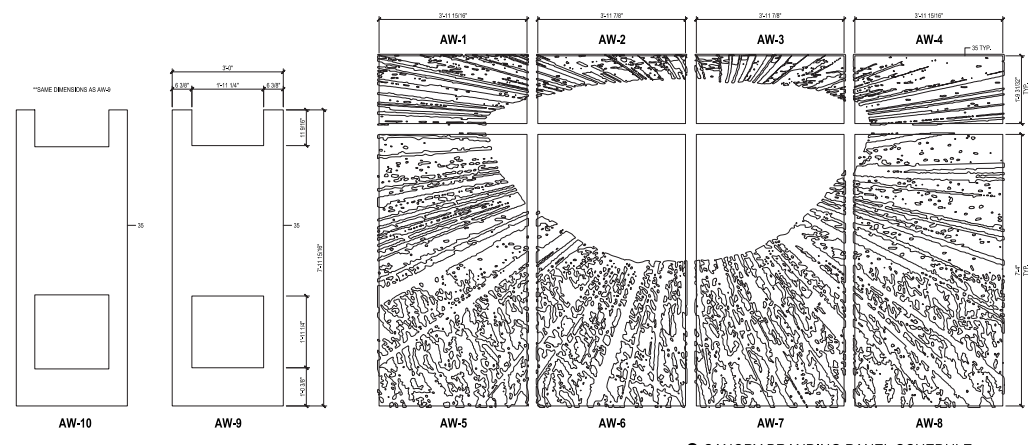 3'-11 15/16"
3'-11 7/8"
3'-11 7/8"
3'-11 15/16"
AW-1
AW-2
AW-3
AW-4
35 TYP.
3'-0"
6 3/8"
1'-11 1/4"
6 3/8"
**SAME DIMENSIONS AS AW-9
11 9/16"
1'-9 31/32"
TYP.
35
35
7'-11 15/16"
7'-4"
TYP.
1'-11 1/4"
1'-0 3/8"
AW-10
AW-9
AW-5
AW-6
AW-7
AW-8